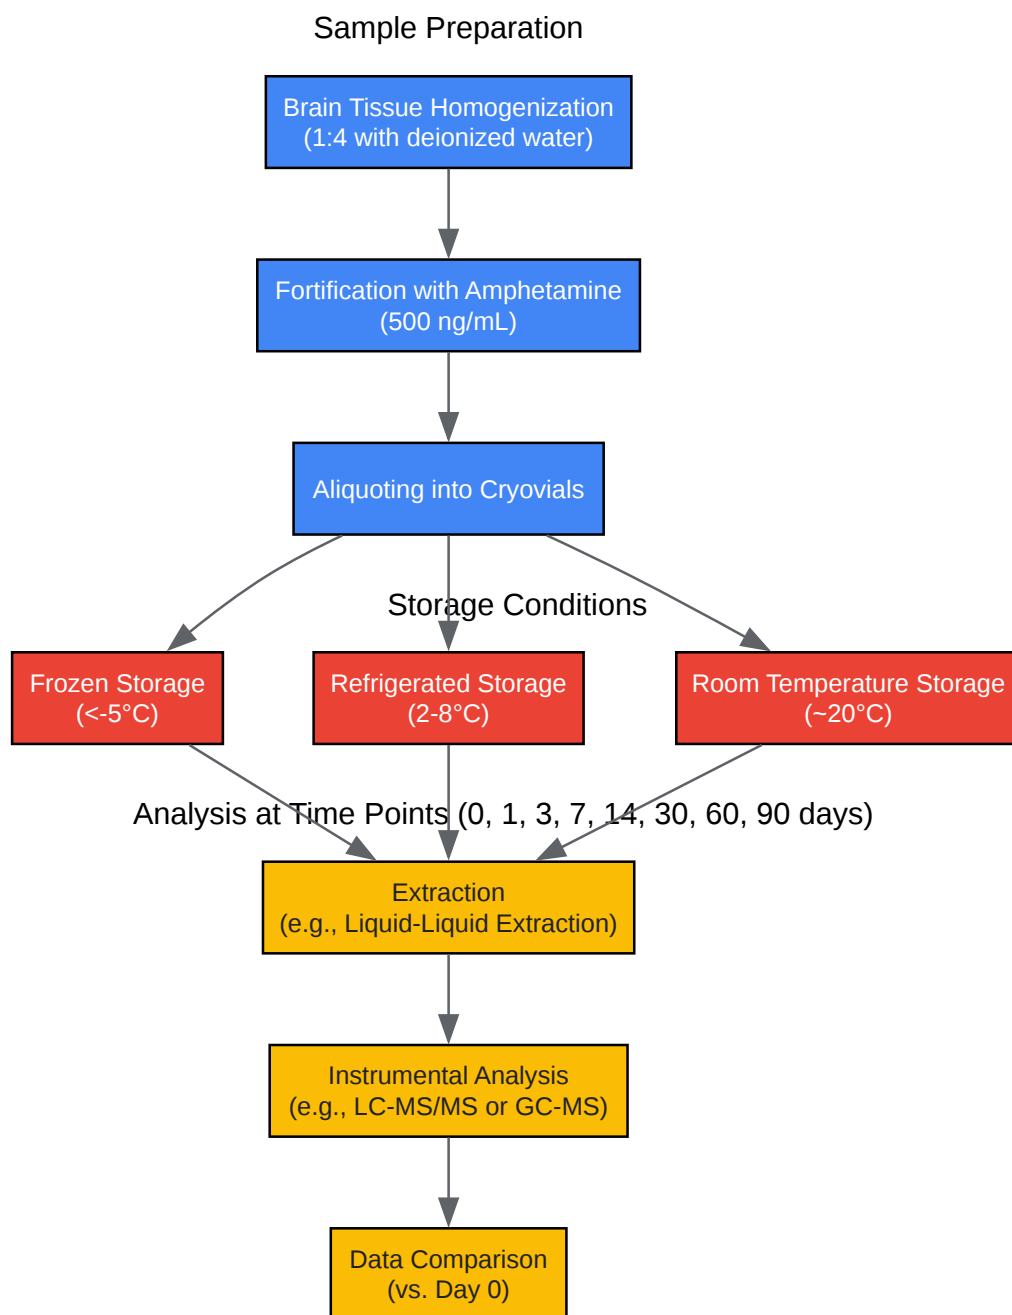 Sample Preparation
Brain Tissue Homogenization
(1:4 with deionized water)
Fortification with Amphetamine
(500 ng/mL)
Aliquoting into Cryovials
Storage Conditions
Frozen Storage
(<-5°C)
Refrigerated Storage
(2-8°C)
Room Temperature Storage
(~20°C)
Analysis at Time Points (0, 1, 3, 7, 14, 30, 60, 90 days)
Extraction
(e.g., Liquid-Liquid Extraction)
Instrumental Analysis
(e.g., LC-MS/MS or GC-MS)
Data Comparison
(vs. Day 0)